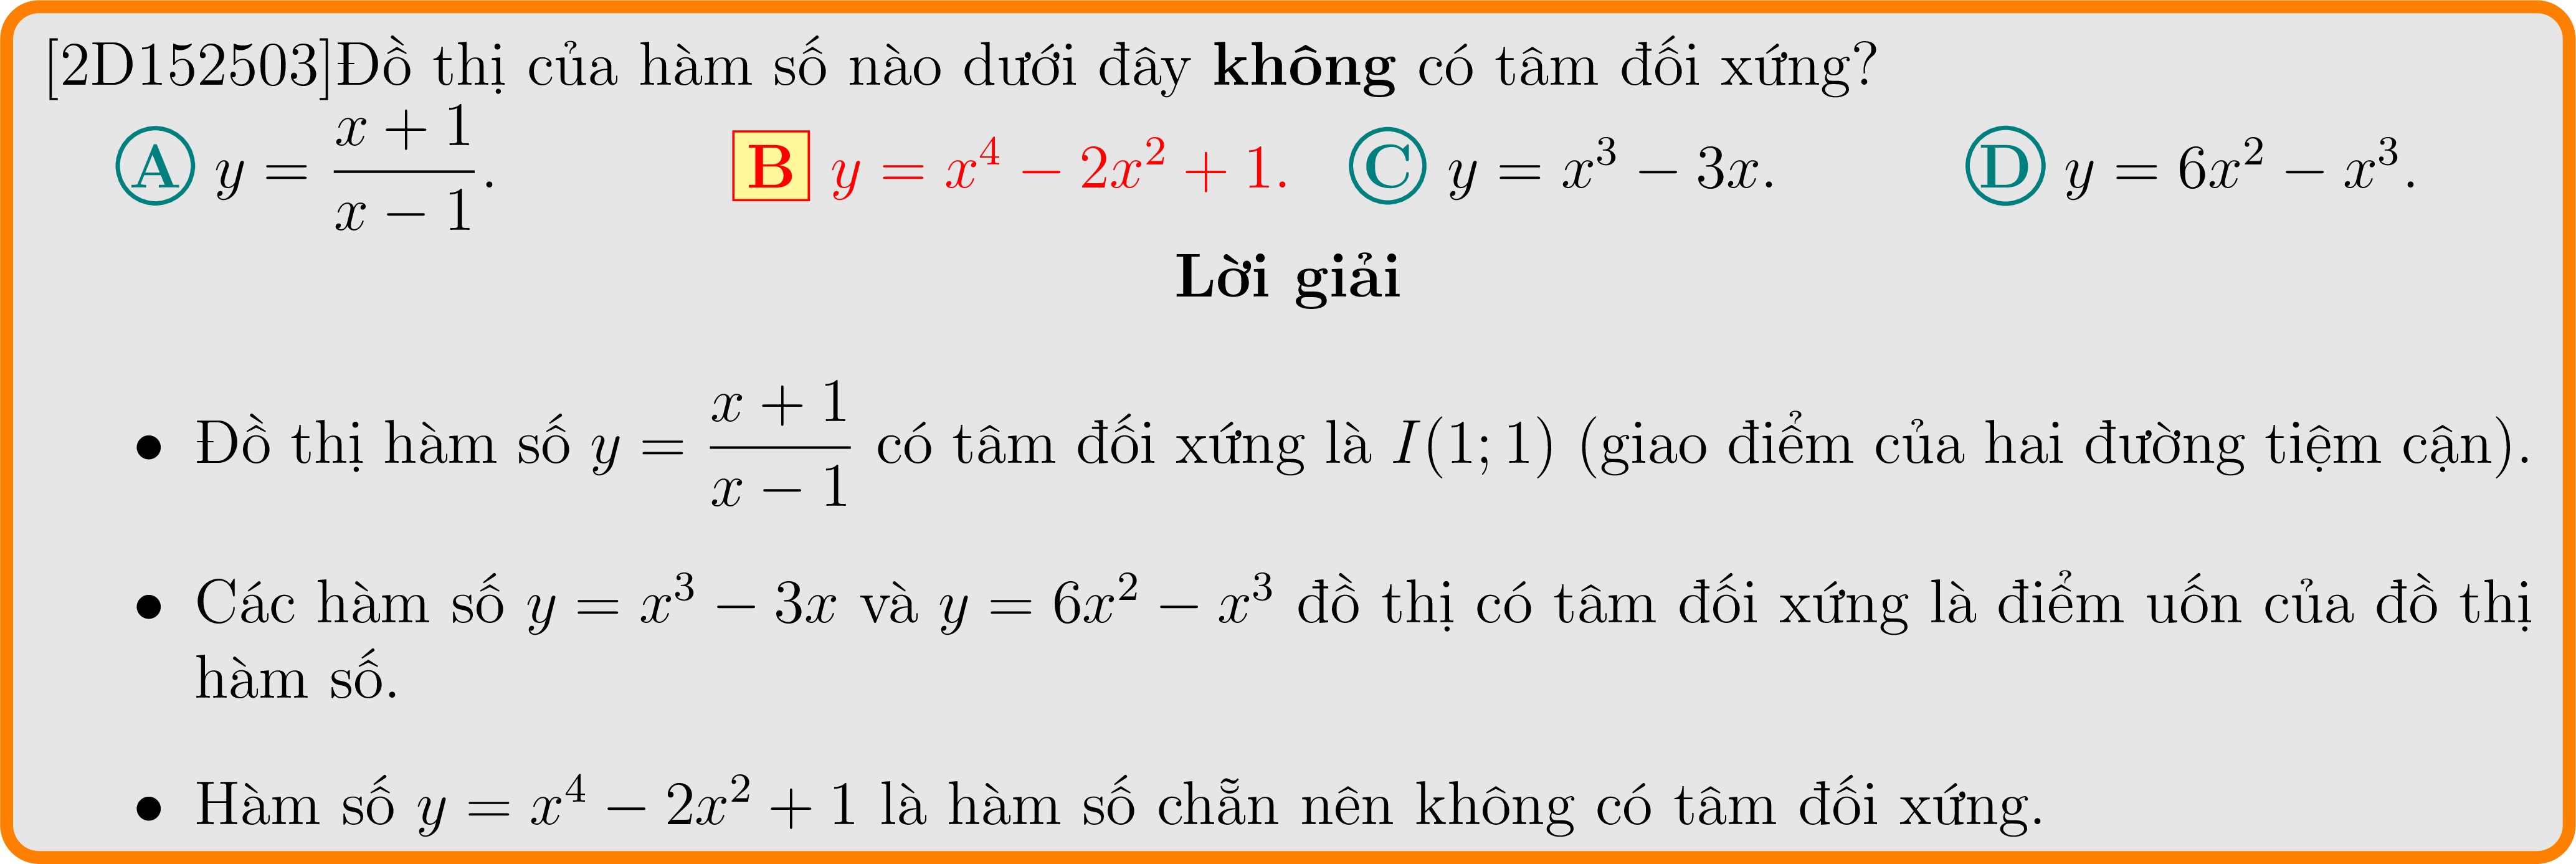 [2D152503]Đồ thị của hàm số nào dưới đây không có tâm đối xứng?
A y = \frac{x + 1}{x − 1}. B y = x^4 − 2x^2 + 1. C y = x^3 − 3x. D y = 6x^2 − x^3.
Lời giải
• Đồ thị hàm số y = \frac{x + 1}{x − 1} có tâm đối xứng là I(1; 1) (giao điểm của hai đường tiệm cận).
• Các hàm số y = x^3 − 3x và y = 6x^2 − x^3 đồ thị có tâm đối xứng là điểm uốn của đồ thị
hàm số.
• Hàm số y = x^4 − 2x^2 + 1 là hàm số chẵn nên không có tâm đối xứng.